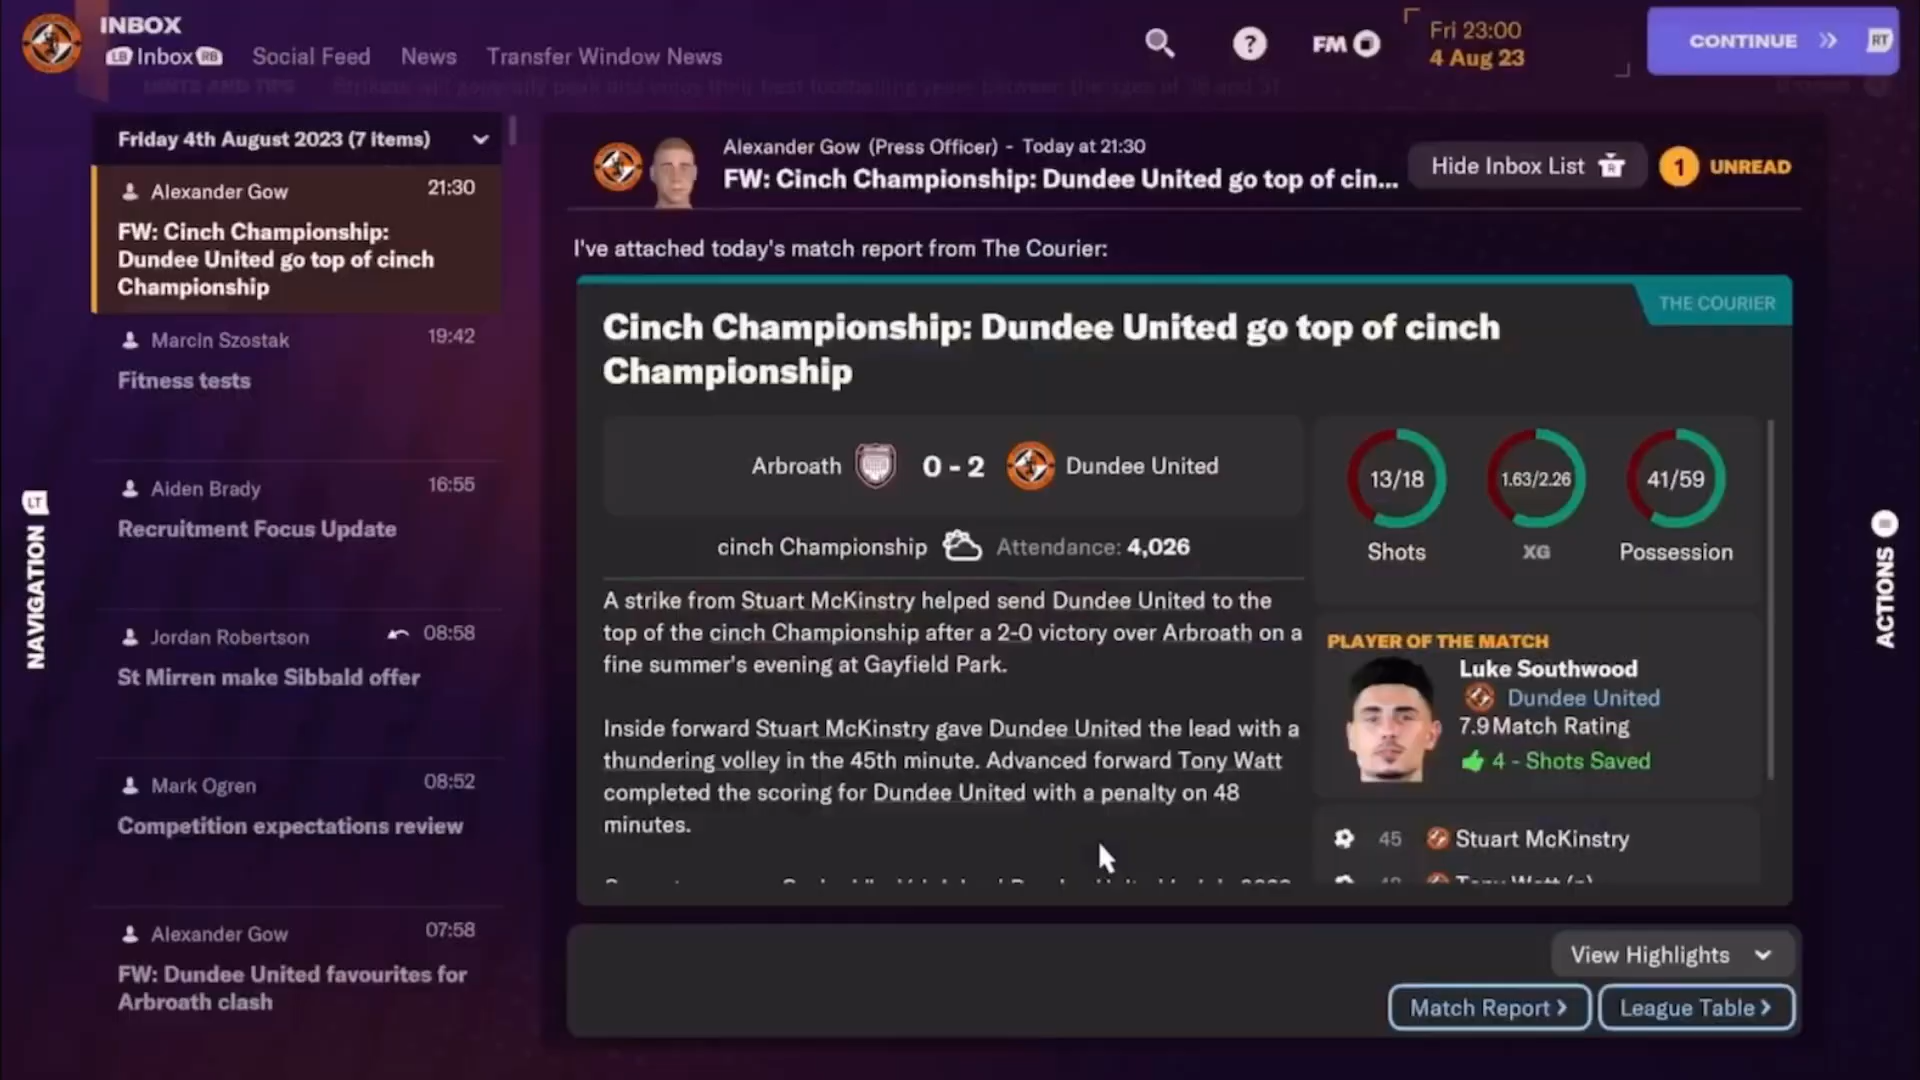 INBOX
LB Inbox RB Social Feed News Transfer Window News
FM
Fri 23:00
4 Aug 23
CONTINUE RT
HINTS AND TIPS
Friday 4th August 2023 (7 items)
Alexander Gow 21:30
FW: Cinch Championship:
Dundee United go top of cinch
Championship
Marcin Szostak 19:42
Fitness tests
Aiden Brady 16:55
Recruitment Focus Update
Jordan Robertson 08:58
St Mirren make Sibbald offer
Mark Ogren 08:52
Competition expectations review
Alexander Gow 07:58
FW: Dundee United favourites for
Arbroath clash
LT NAVIGATION
Alexander Gow (Press Officer) - Today at 21:30
FW: Cinch Championship: Dundee United go top of cin...
Hide Inbox List R
1 UNREAD
I've attached today's match report from The Courier:
THE COURIER
Cinch Championship: Dundee United go top of cinch
Championship
Arbroath 0 - 2 Dundee United
cinch Championship Attendance: 4,026
A strike from Stuart McKinstry helped send Dundee United to the
top of the cinch Championship after a 2-0 victory over Arbroath on a
fine summer's evening at Gayfield Park.
Inside forward Stuart McKinstry gave Dundee United the lead with a
thundering volley in the 45th minute. Advanced forward Tony Watt
completed the scoring for Dundee United with a penalty on 48
minutes.
13/18 1.63/2.26 41/59
Shots XG Possession
PLAYER OF THE MATCH
Luke Southwood
Dundee United
7.9 Match Rating
4 - Shots Saved
45 Stuart McKinstry
48 Tony Watt (p)
View Highlights
Match Report
League Table
ACTIONS